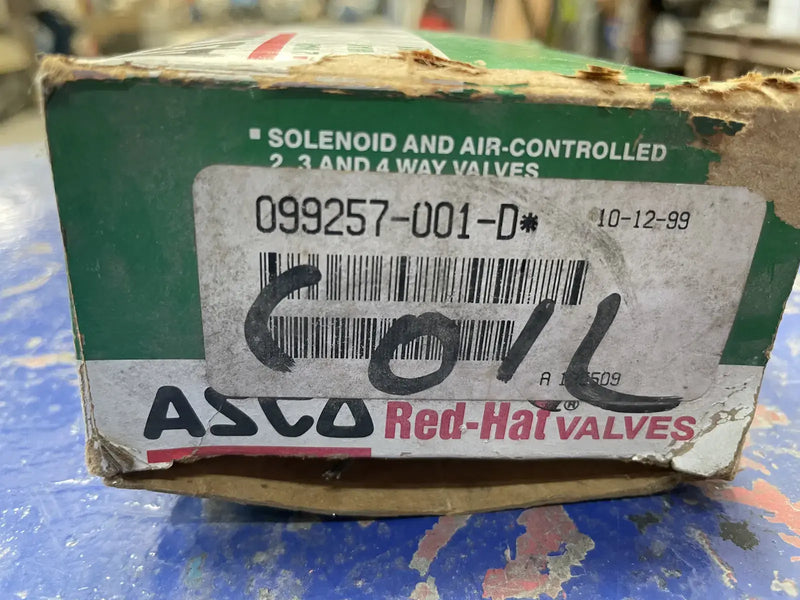 SOLENOID AND AIR-CONTROLLED
2, 3 AND 4 WAY VALVES
099257-001-D* 10-12-99
COIL
A
ASCO Red-Hat® VALVES